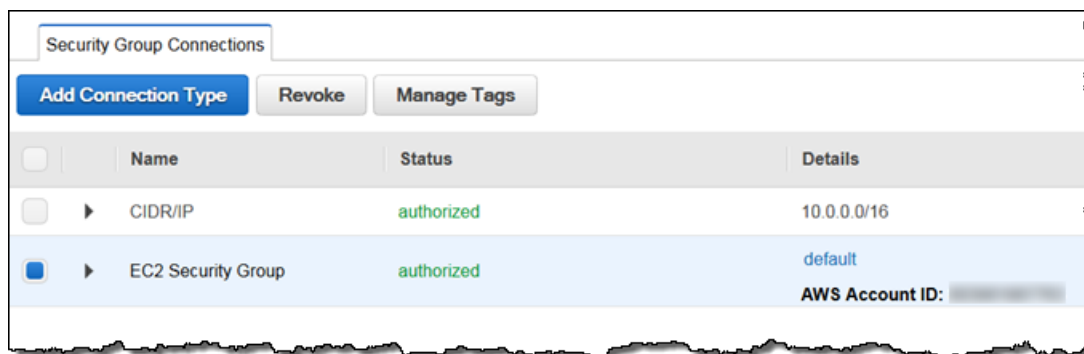 Security Group Connections
Add Connection Type Revoke Manage Tags
Name Status Details
CIDR/IP authorized 10.0.0.0/16
EC2 Security Group authorized default
AWS Account ID: